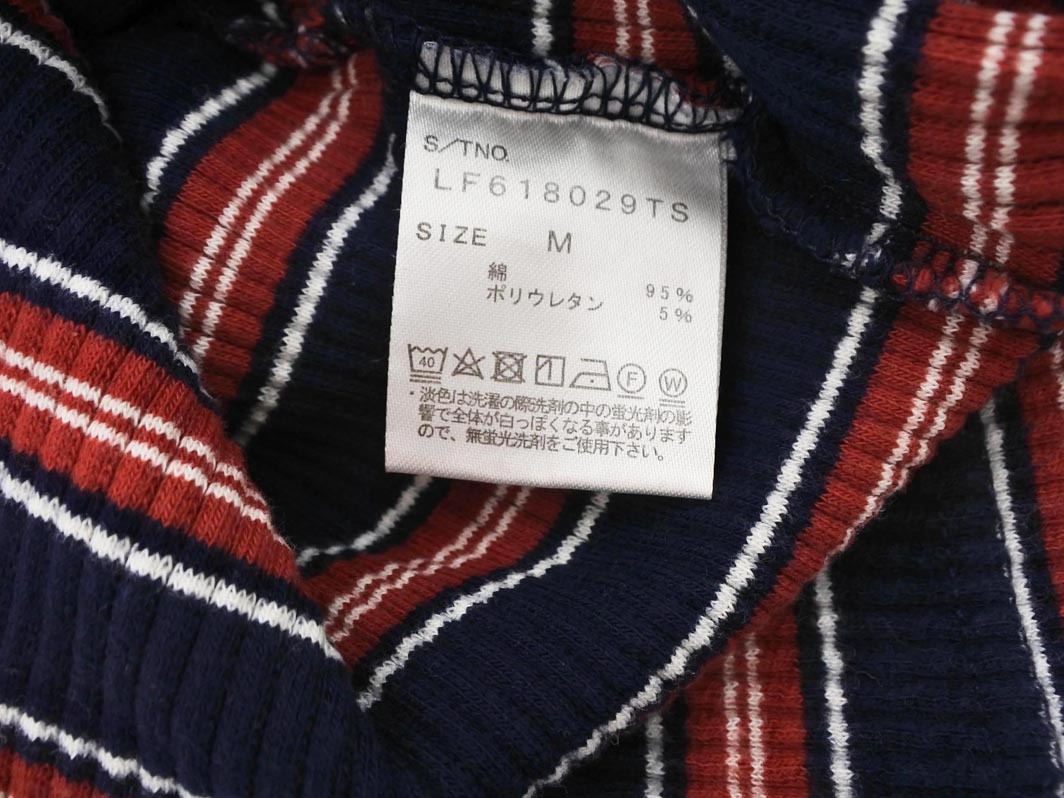 S/TNO.
LF618029TS
SIZE M
綿 95%
ポリウレタン 5%
40 F W
・淡色は洗濯の際洗剤の中の蛍光剤の影
響で全体が白っぽくなる事があります
ので、無蛍光洗剤をご使用下さい。